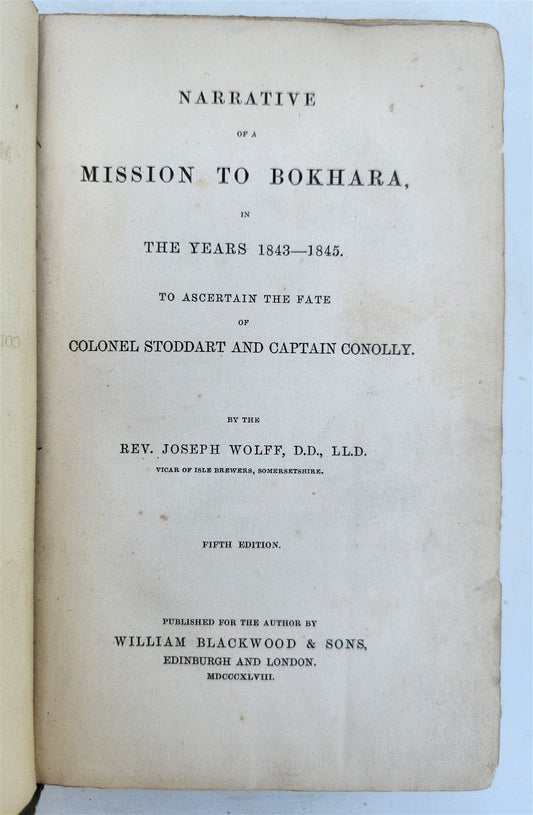 NARRATIVE
OF A
MISSION TO BOKHARA,
IN
THE YEARS 1843—1845.
TO ASCERTAIN THE FATE
OF
COLONEL STODDART AND CAPTAIN CONOLLY.
BY THE
REV. JOSEPH WOLFF, D.D., LL.D.
VICAR OF ISLE BREWERS, SOMERSETSHIRE.
FIFTH EDITION.
PUBLISHED FOR THE AUTHOR BY
WILLIAM BLACKWOOD & SONS,
EDINBURGH AND LONDON.
MDCCCXLVIII.